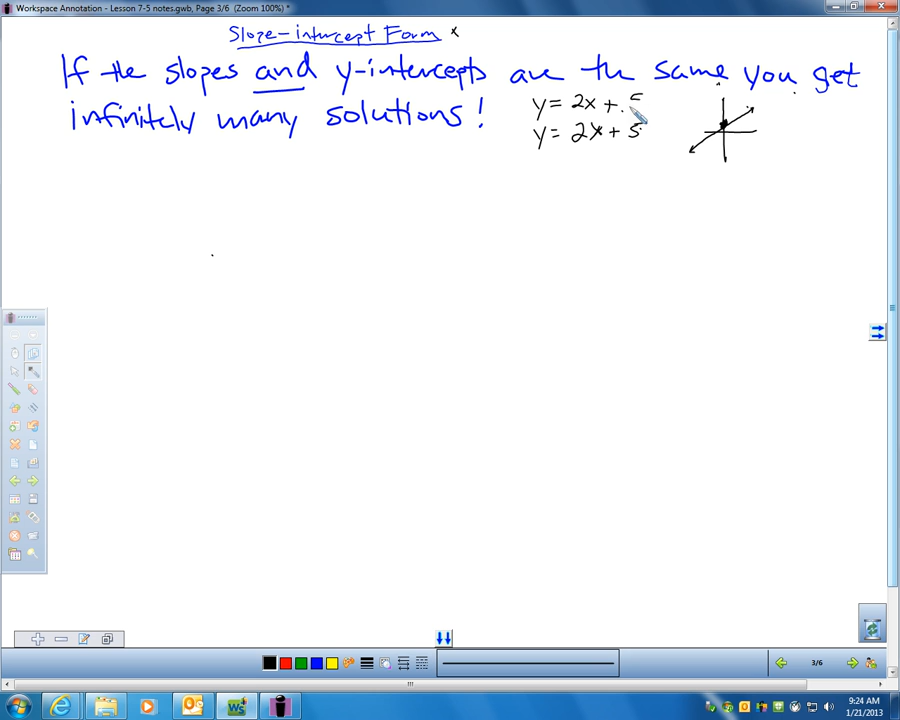 Workspace Annotation - Lesson 7-5 notes.gwb, Page 3/6 (Zoom 100%) *
Slope-intercept Form x
If the slopes and y-intercepts are the same you get
infinitely many solutions!
y = 2x + 5
y = 2x + 5
3/6
9:24 AM
1/21/2013